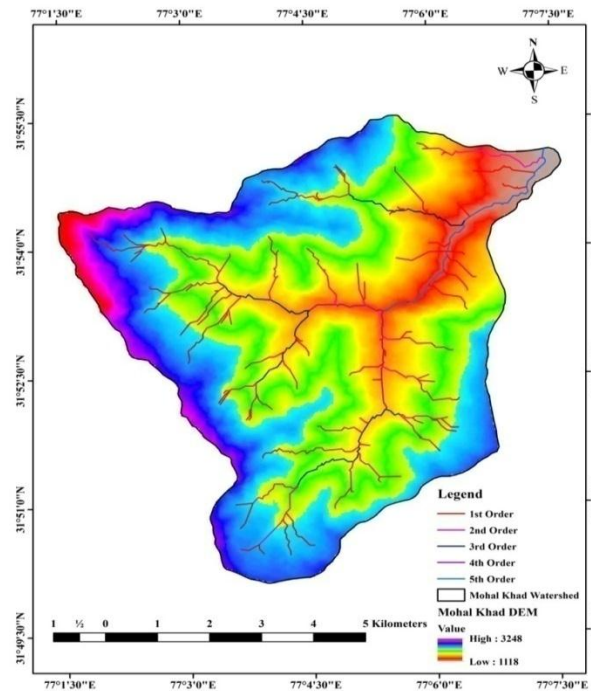 77°1'30"E 77°3'0"E 77°4'30"E 77°6'0"E 77°7'30"E
N
W E
S
31°55'30"N
31°54'0"N
31°52'30"N
31°51'0"N
31°49'30"N
Legend
1st Order
2nd Order
3rd Order
4th Order
5th Order
Mohal Khad Watershed
Mohal Khad DEM
Value
High : 3248
Low : 1118
1 ½ 0 1 2 3 4 5 Kilometers
77°1'30"E 77°3'0"E 77°4'30"E 77°6'0"E 77°7'30"E